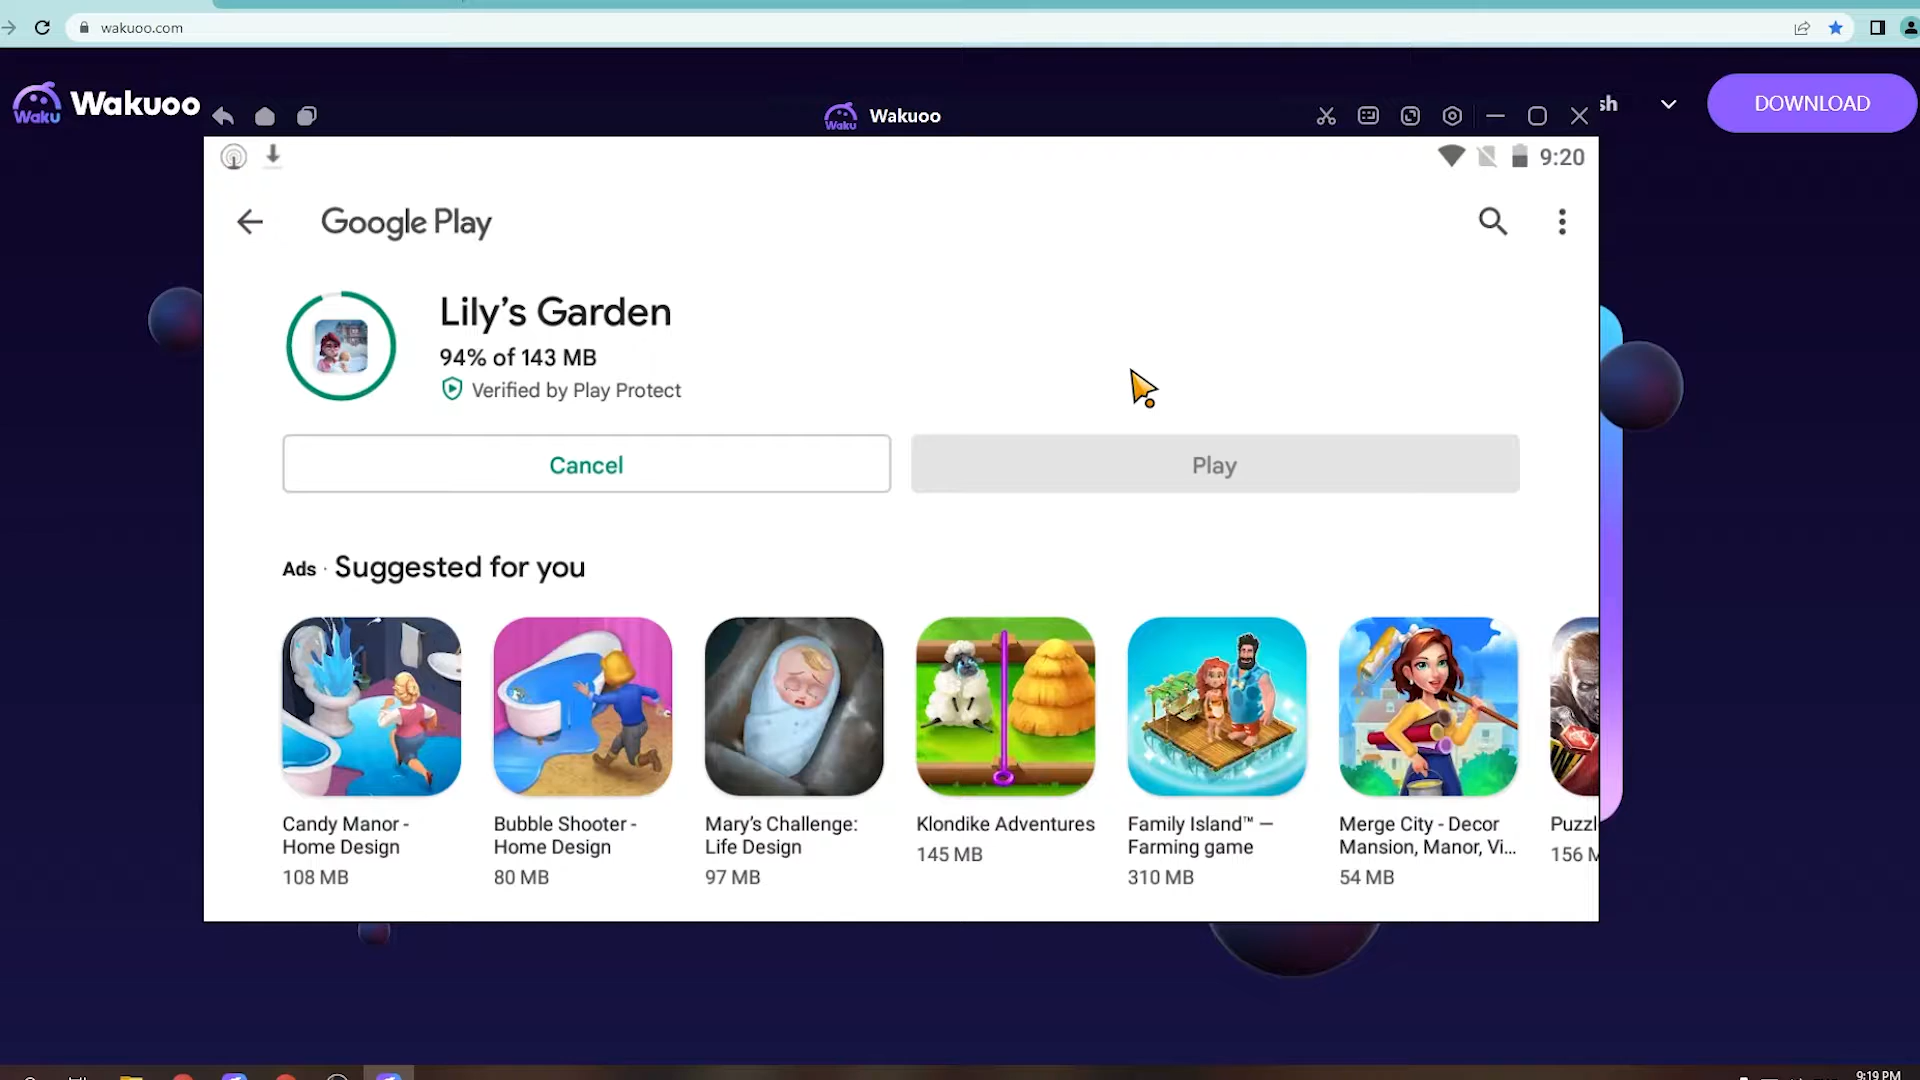 wakuoo.com
Waku Wakuoo
Waku Wakuoo
sh
DOWNLOAD
9:20
Google Play
Lily's Garden
94% of 143 MB
Verified by Play Protect
Cancel
Play
Ads · Suggested for you
Candy Manor -
Home Design
108 MB
Bubble Shooter -
Home Design
80 MB
Mary's Challenge:
Life Design
97 MB
Klondike Adventures
145 MB
Family Island™ —
Farming game
310 MB
Merge City - Decor
Mansion, Manor, Vi...
54 MB
Puzzl
156 M
9:19 PM